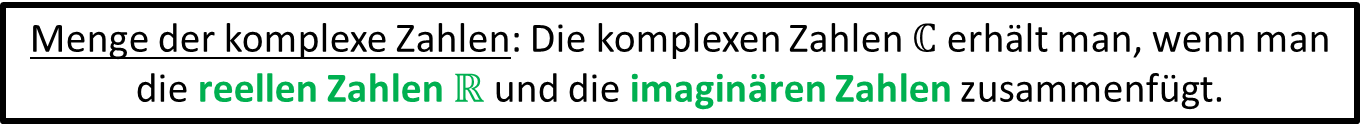 Menge der komplexe Zahlen: Die komplexen Zahlen ℂ erhält man, wenn man
die reellen Zahlen ℝ und die imaginären Zahlen zusammenfügt.